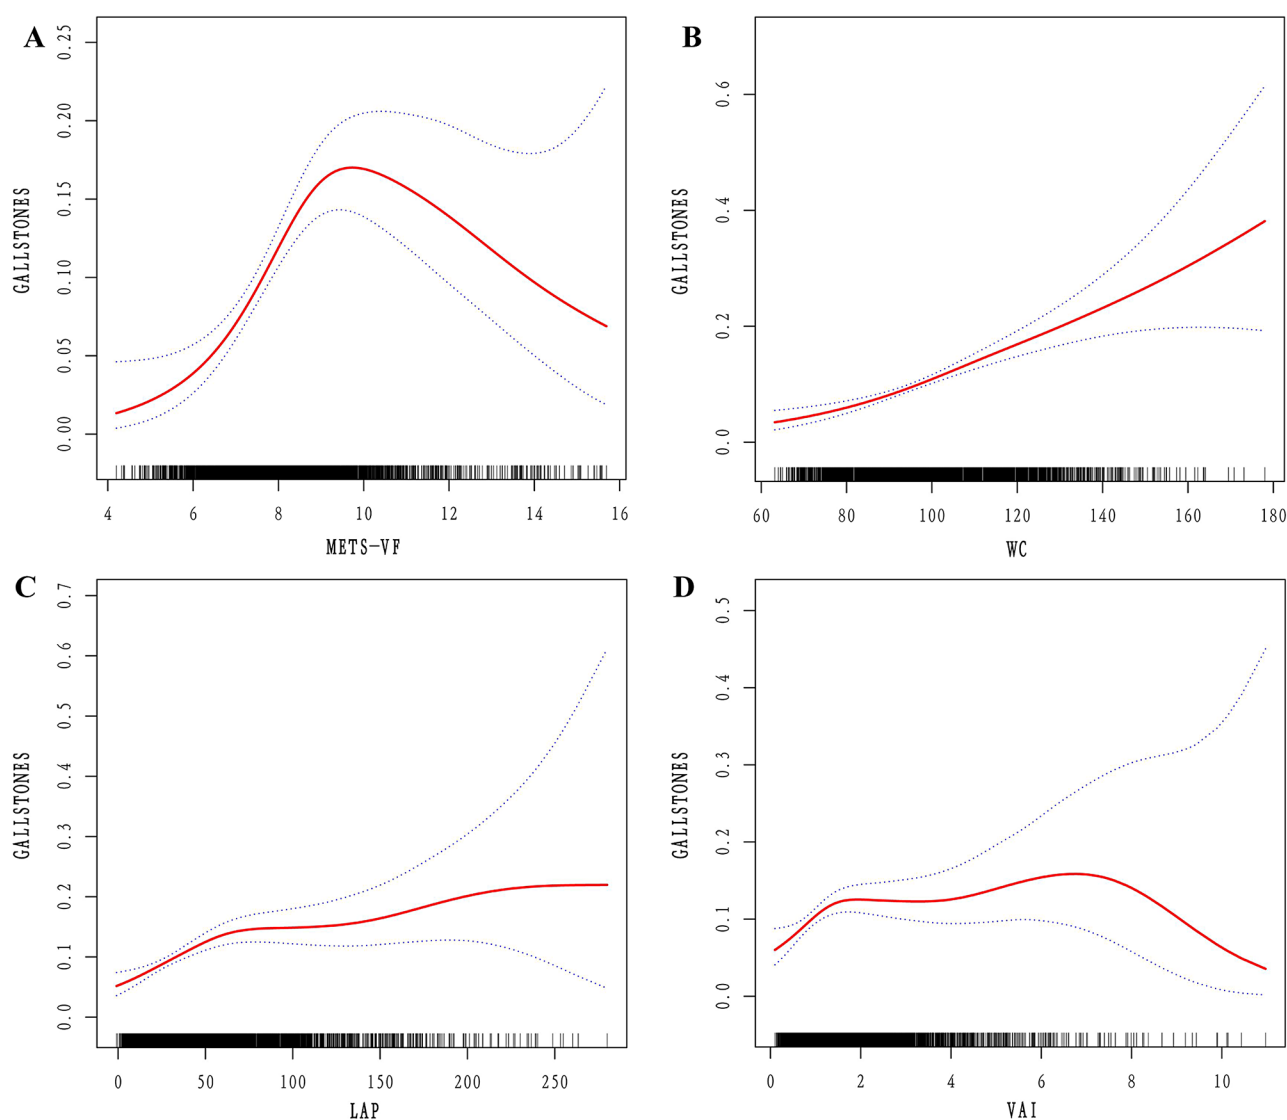 A
GALLSTONES
0.00 0.05 0.10 0.15 0.20 0.25
4 6 8 10 12 14 16
METS-VF
B
GALLSTONES
0.0 0.2 0.4 0.6
60 80 100 120 140 160 180
WC
C
GALLSTONES
0.0 0.1 0.2 0.3 0.4 0.5 0.6 0.7
0 50 100 150 200 250
LAP
D
GALLSTONES
0.0 0.1 0.2 0.3 0.4 0.5
0 2 4 6 8 10
VAI